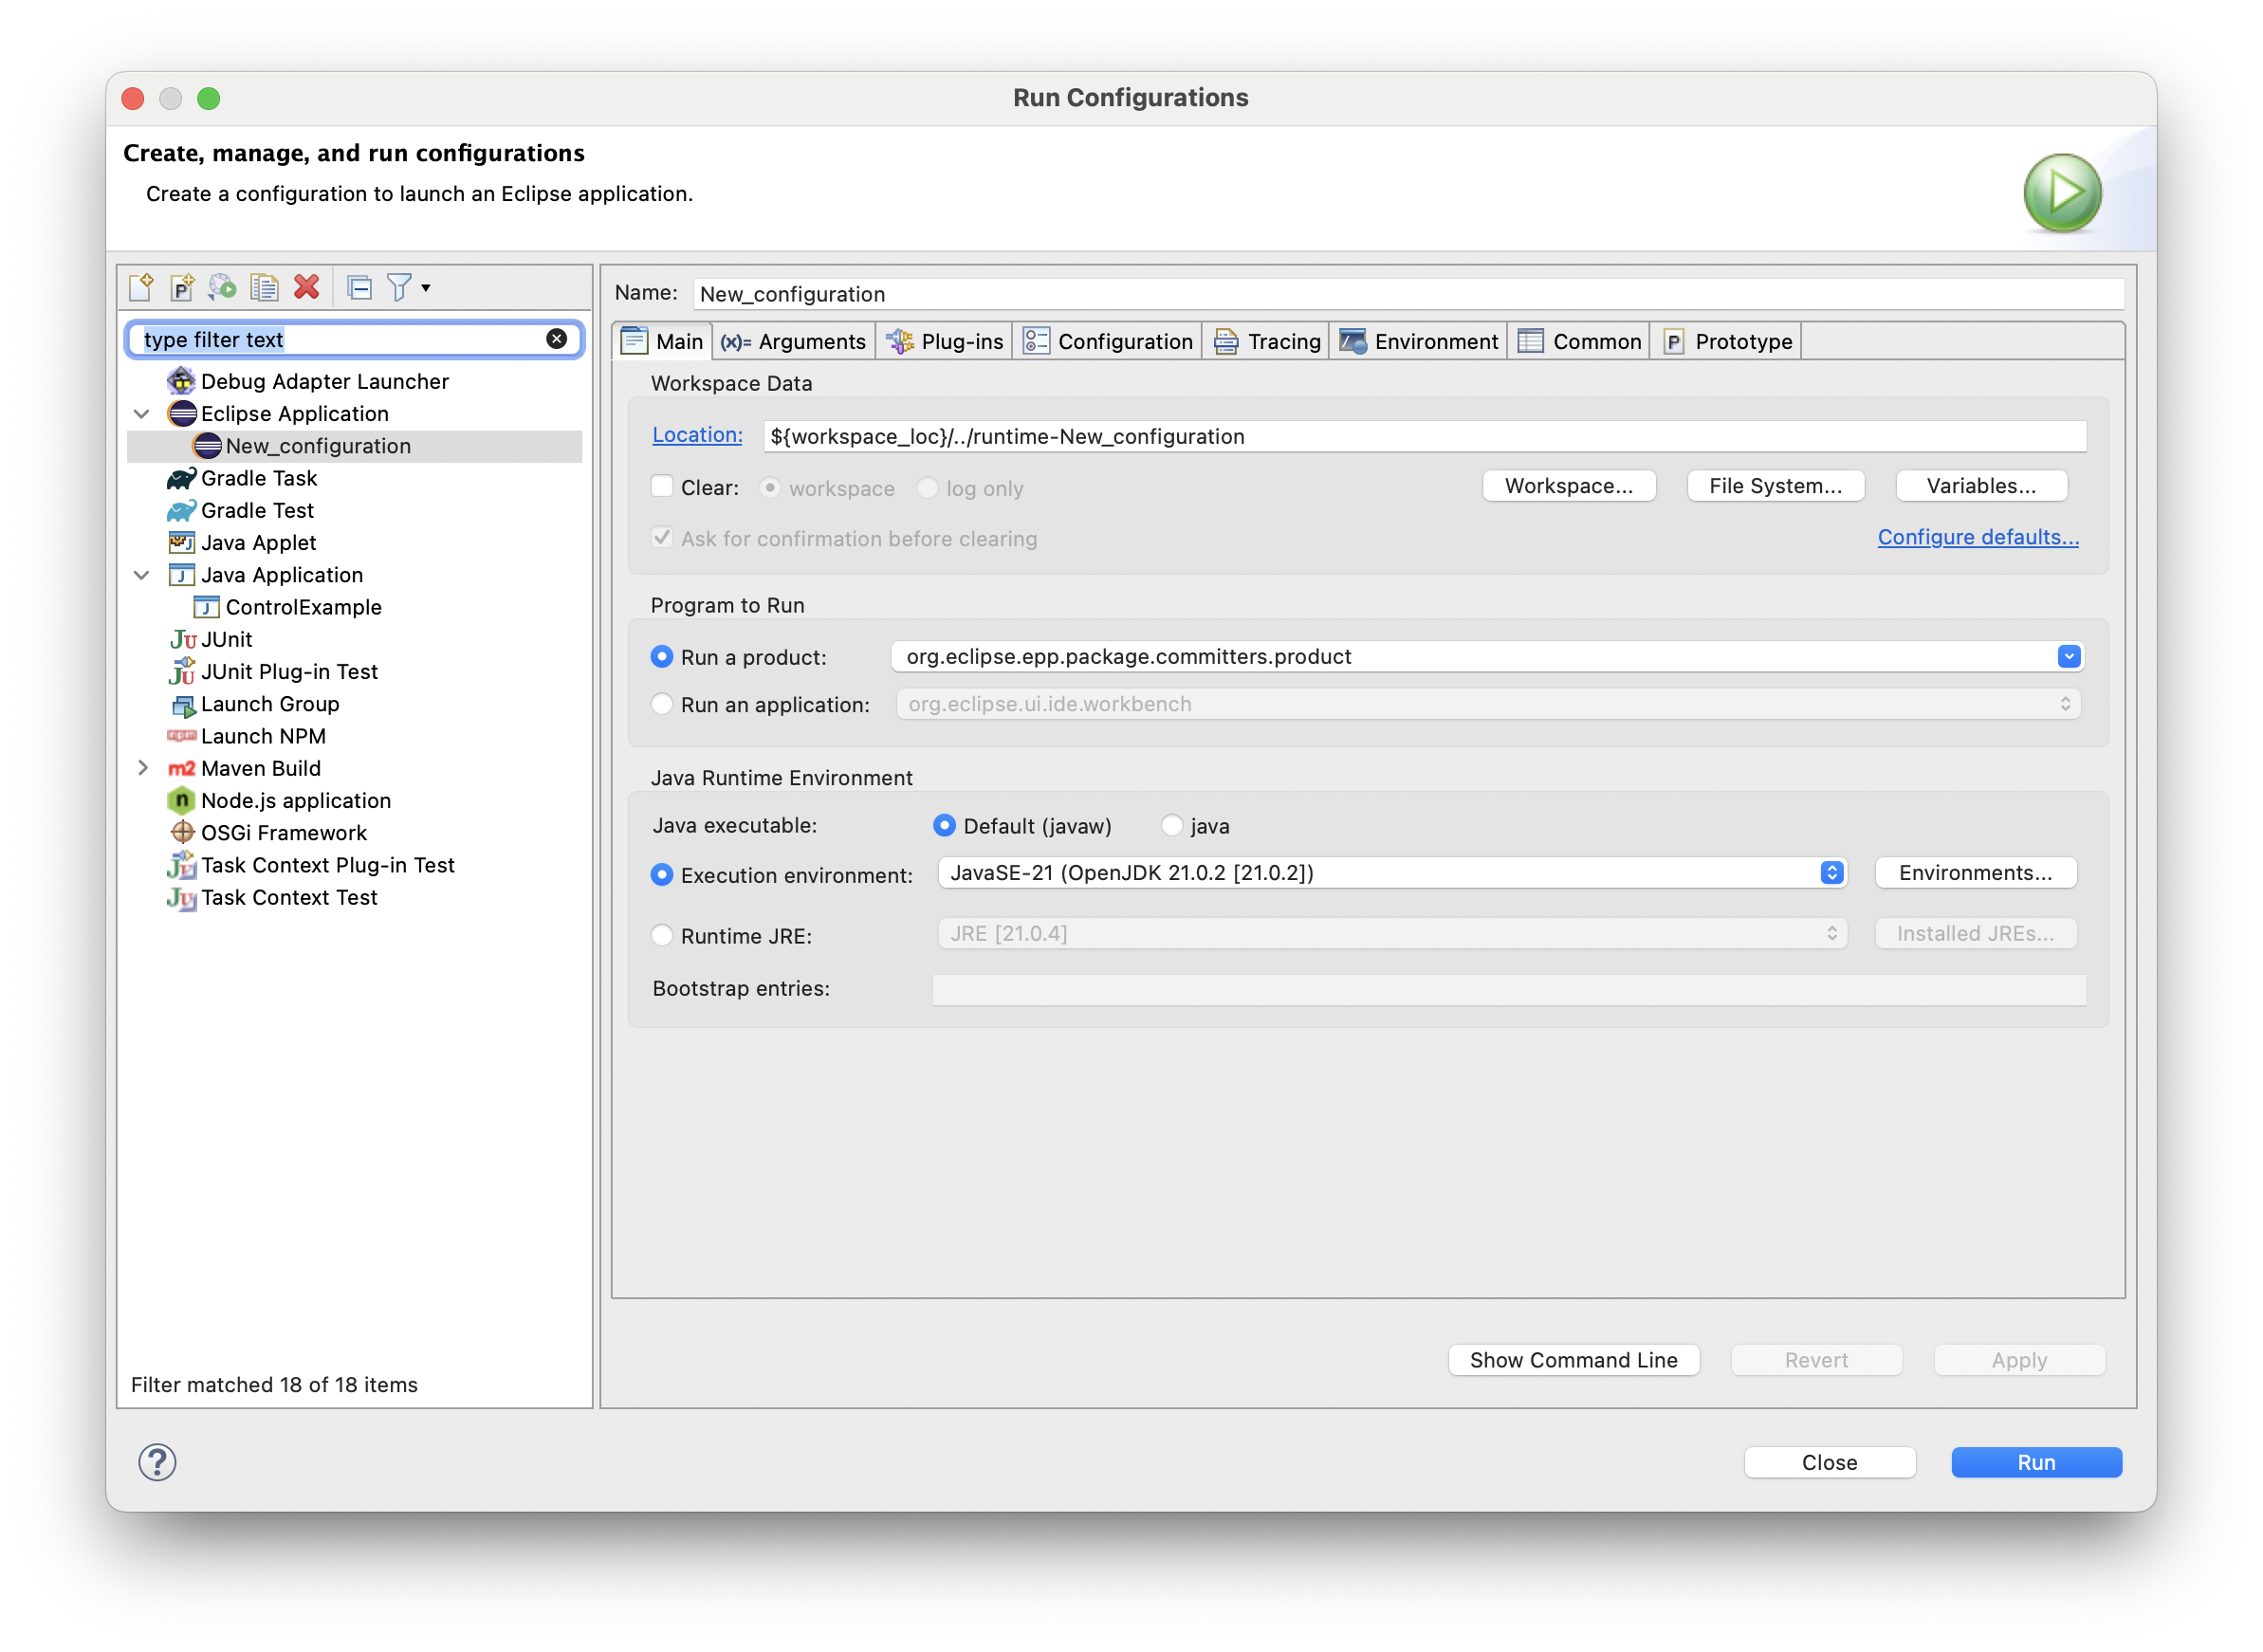 Run Configurations
Create, manage, and run configurations
Create a configuration to launch an Eclipse application.
type filter text
Debug Adapter Launcher
Eclipse Application
New_configuration
Gradle Task
Gradle Test
Java Applet
Java Application
ControlExample
JUnit
JUnit Plug-in Test
Launch Group
Launch NPM
Maven Build
Node.js application
OSGi Framework
Task Context Plug-in Test
Task Context Test
Filter matched 18 of 18 items
Name: New_configuration
Main (x)= Arguments Plug-ins Configuration Tracing Environment Common Prototype
Workspace Data
Location: ${workspace_loc}/../runtime-New_configuration
Clear: workspace log only Workspace... File System... Variables...
Ask for confirmation before clearing Configure defaults...
Program to Run
Run a product: org.eclipse.epp.package.committers.product
Run an application: org.eclipse.ui.ide.workbench
Java Runtime Environment
Java executable: Default (javaw) java
Execution environment: JavaSE-21 (OpenJDK 21.0.2 [21.0.2]) Environments...
Runtime JRE: JRE [21.0.4] Installed JREs...
Bootstrap entries:
Show Command Line Revert Apply
? Close Run